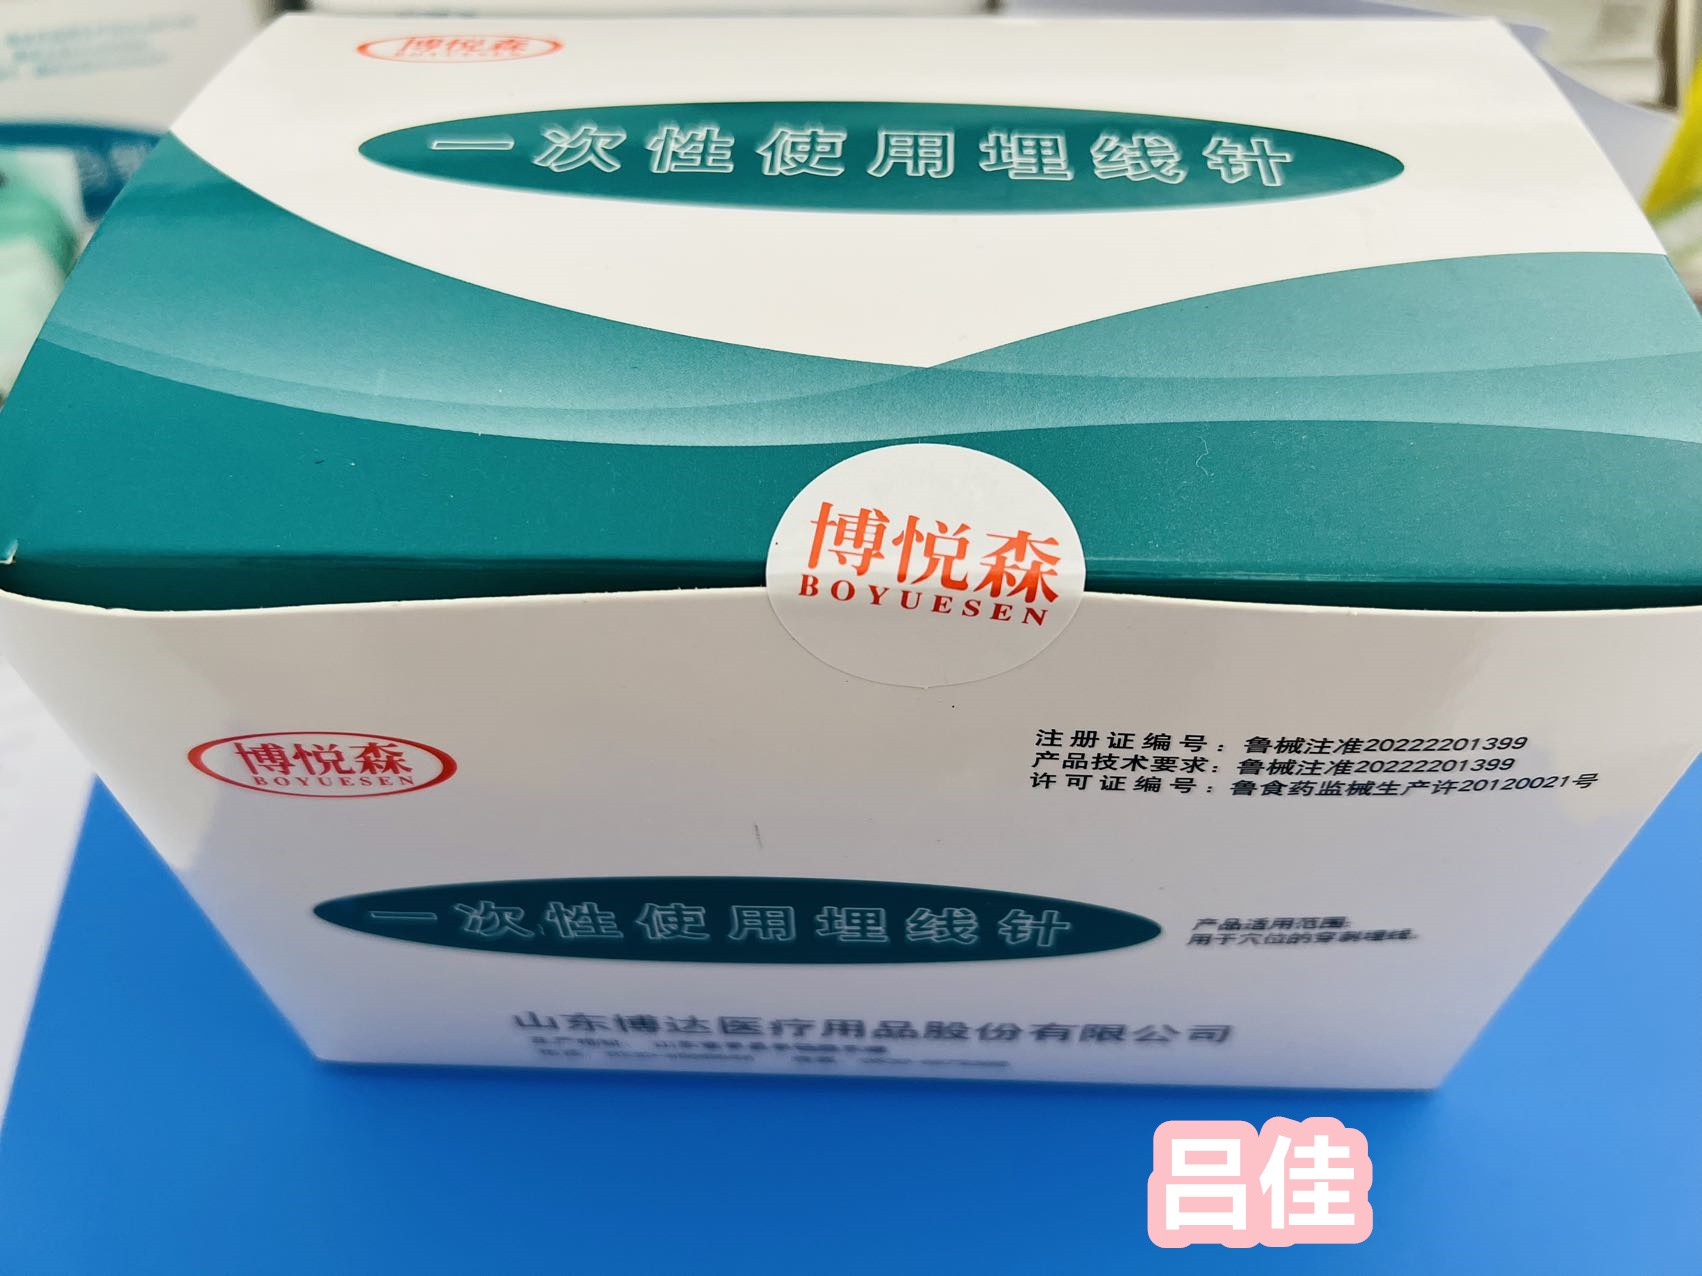 博悦森
BOYUESEN
一次性使用埋线针
博悦森
BOYUESEN
博悦森
BOYUESEN
注册证编号：鲁械注准20222201399
产品技术要求：鲁械注准20222201399
许可证编号：鲁食药监械生产许20120021号
一次性使用埋线针
产品适用范围:
用于穴位的穿刺埋线.
山东博达医疗用品股份有限公司
吕佳